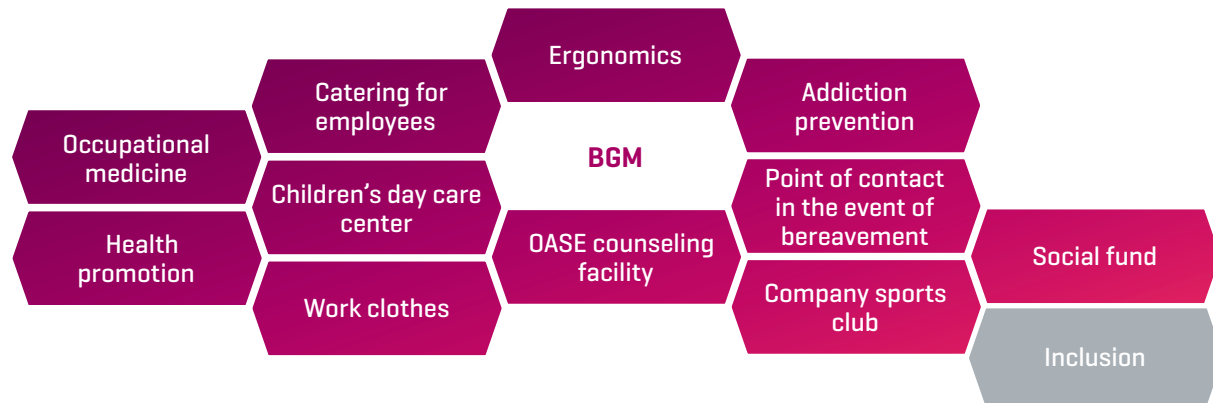 Occupational
medicine
Health
promotion
Catering for
employees
Children's day care
center
Work clothes
Ergonomics
BGM
OASE counseling
facility
Addiction
prevention
Point of contact
in the event of
bereavement
Company sports
club
Social fund
Inclusion